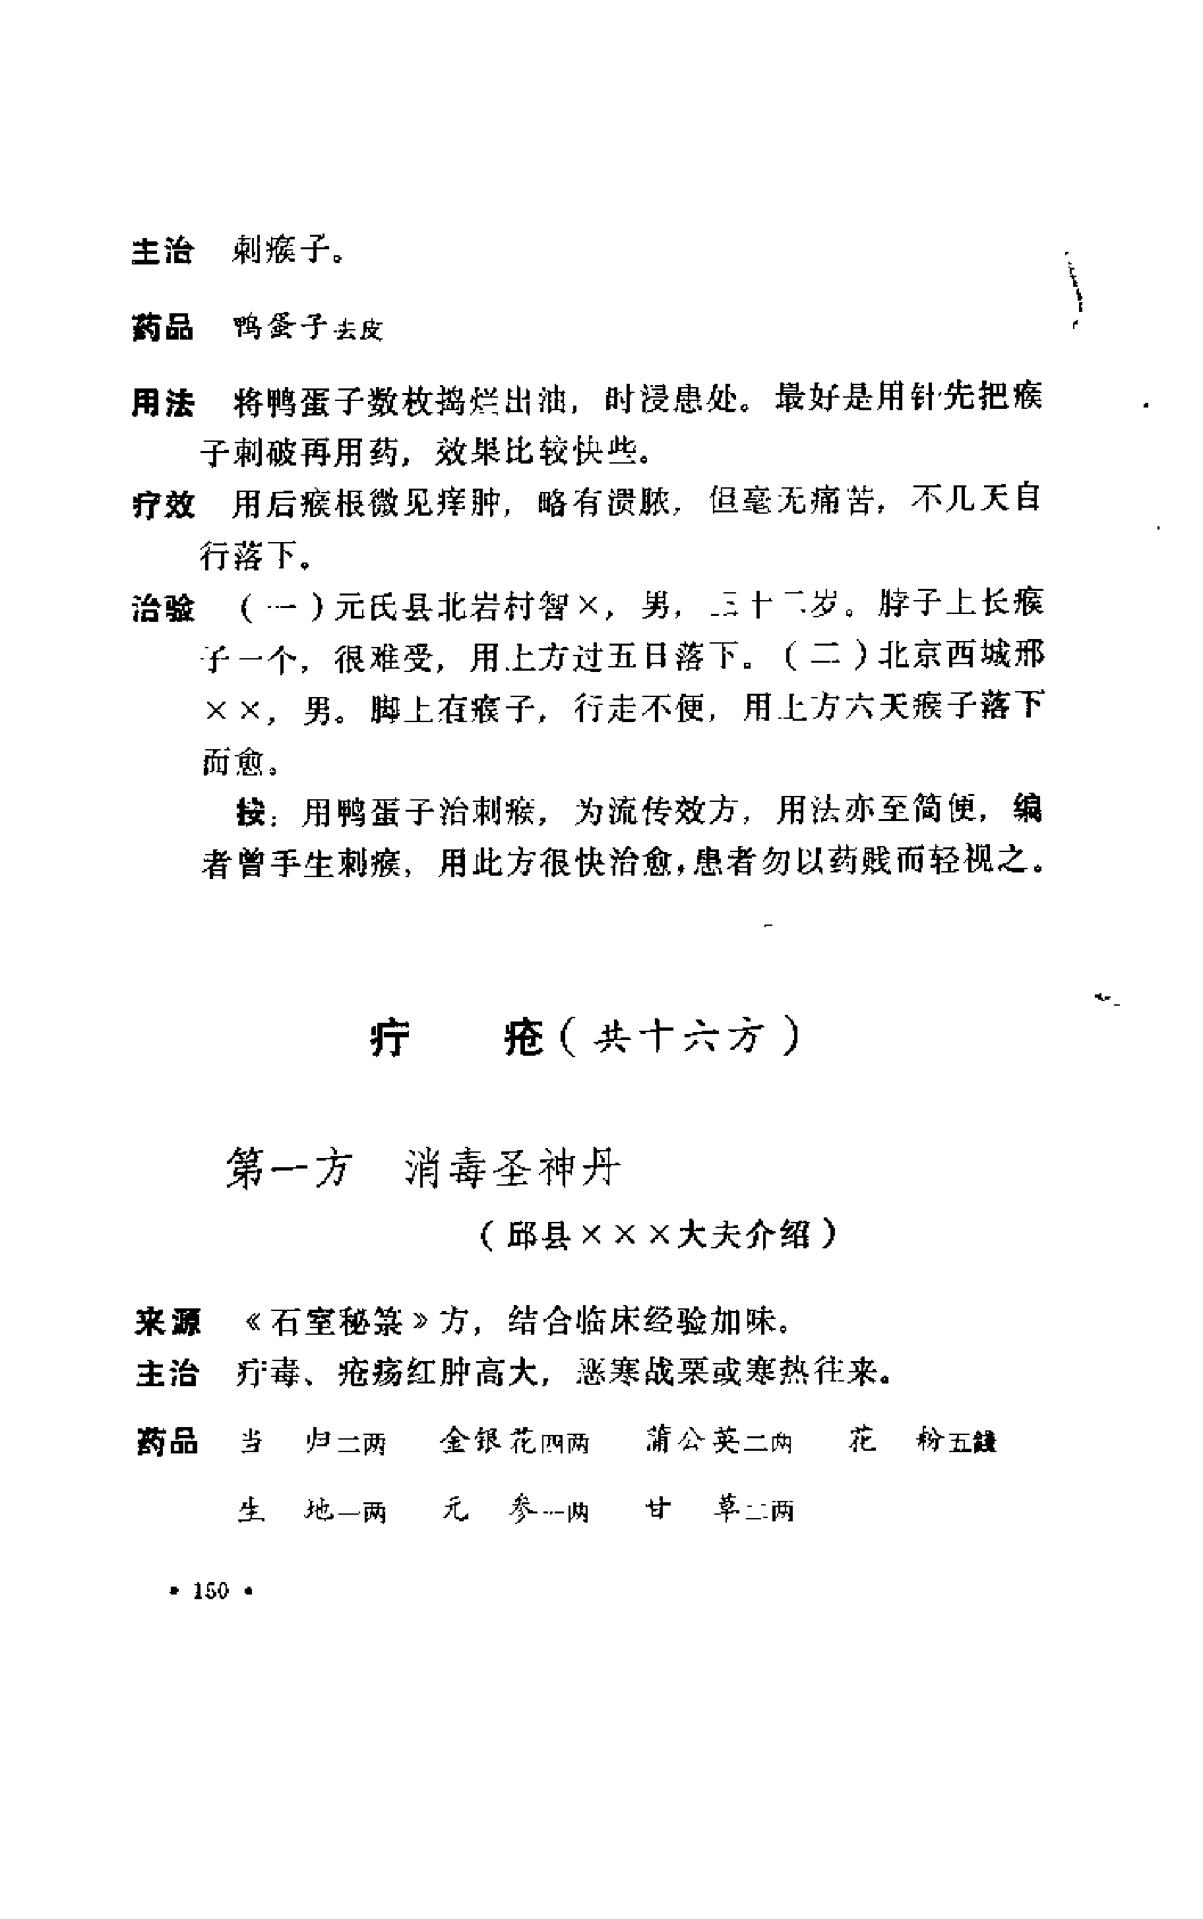 主治 刺瘊子。
药品 鸭蛋子去皮
用法 将鸭蛋子数枚捣烂出油，时浸患处。最好是用针先把瘊
子刺破再用药，效果比较快些。
疗效 用后瘊根微见痒肿，略有溃脓，但毫无痛苦，不几天自
行落下。
治验 （一）元氏县北岩村智×，男，三十二岁。脖子上长瘊
子一个，很难受，用上方过五日落下。（二）北京西城邢
××，男。脚上有瘊子，行走不便，用上方六天瘊子落下
而愈。
按：用鸭蛋子治刺瘊，为流传效方，用法亦至简便，编
者曾手生刺瘊，用此方很快治愈，患者勿以药贱而轻视之。
疔 疮（共十六方）
第一方 消毒圣神丹
（邱县×××大夫介绍）
来源 《石室秘箓》方，结合临床经验加味。
主治 疔毒、疮疡红肿高大，恶寒战栗或寒热往来。
药品 当 归二两 金银花四两 蒲公英二两 花 粉五錢
生 地一两 元 参一两 甘 草二两
• 150 •